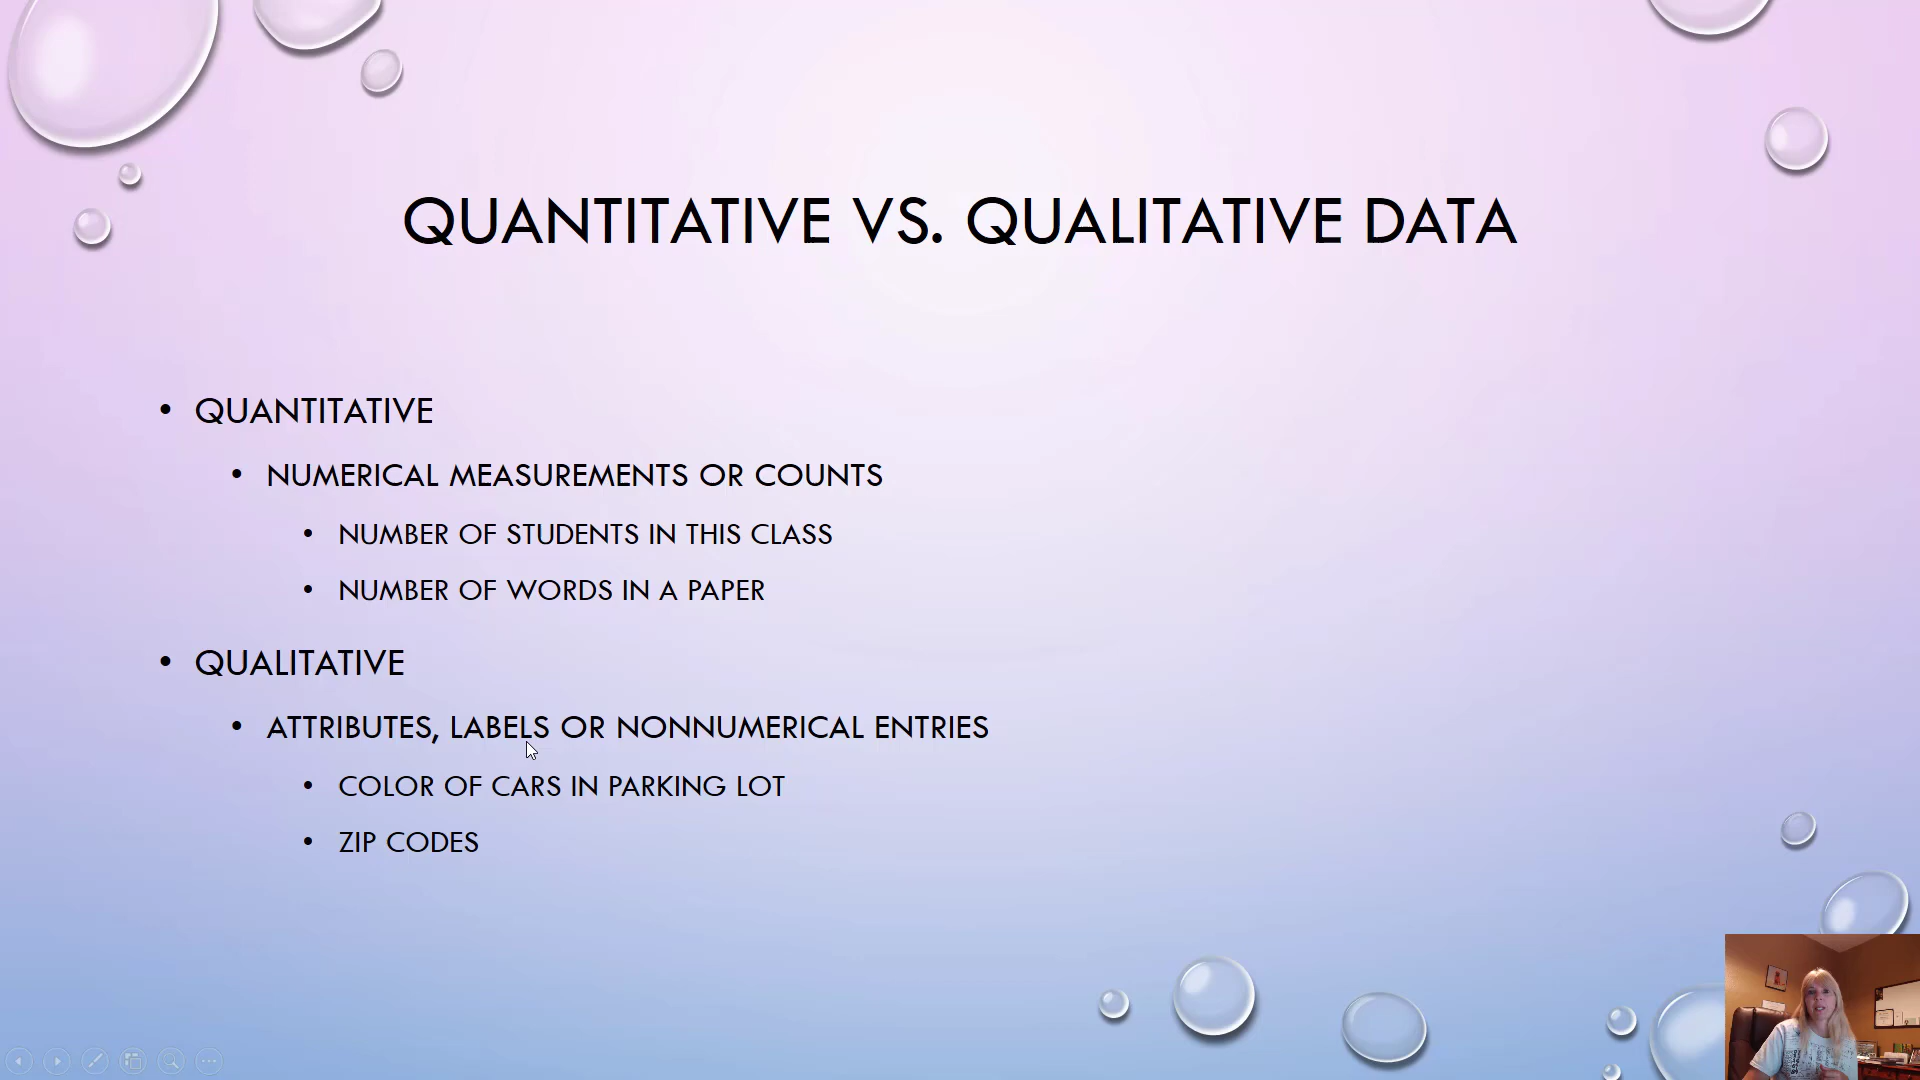 QUANTITATIVE VS. QUALITATIVE DATA
• QUANTITATIVE
• NUMERICAL MEASUREMENTS OR COUNTS
• NUMBER OF STUDENTS IN THIS CLASS
• NUMBER OF WORDS IN A PAPER
• QUALITATIVE
• ATTRIBUTES, LABELS OR NONNUMERICAL ENTRIES
• COLOR OF CARS IN PARKING LOT
• ZIP CODES